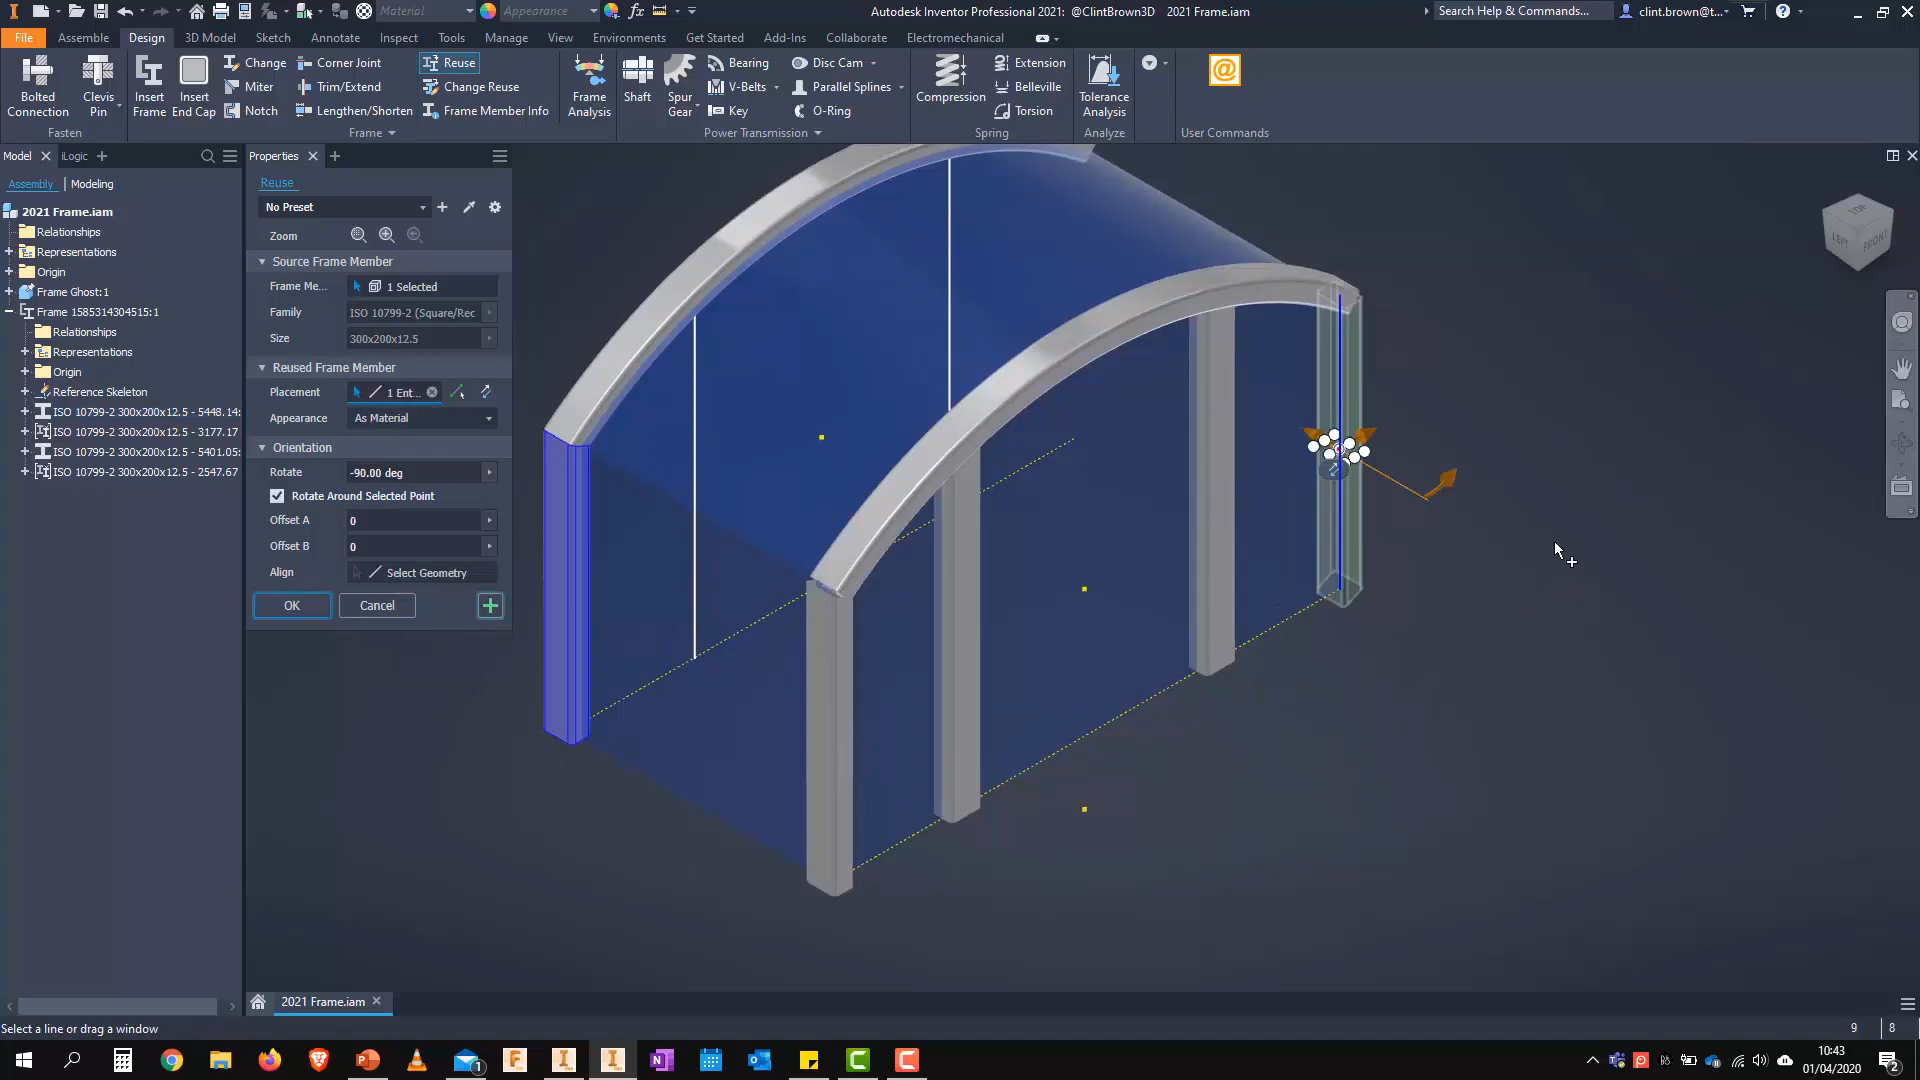 Material
Appearance
Autodesk Inventor Professional 2021: @ClintBrown3D 2021 Frame.iam
Search Help & Commands...
clint.brown@t...
File Assemble Design 3D Model Sketch Annotate Inspect Tools Manage View Environments Get Started Add-Ins Collaborate Electromechanical
Bolted Connection
Clevis Pin
Fasten
Insert Frame
Insert End Cap
Change
Miter
Notch
Corner Joint
Trim/Extend
Lengthen/Shorten
Reuse
Change Reuse
Frame Member Info
Frame
Frame Analysis
Shaft
Spur Gear
Bearing
V-Belts
Key
Disc Cam
Parallel Splines
O-Ring
Power Transmission
Compression
Extension
Belleville
Torsion
Spring
Tolerance Analysis
Analyze
User Commands
Model iLogic
Assembly Modeling
2021 Frame.iam
Relationships
Representations
Origin
Frame Ghost:1
Frame 1585314304515:1
Relationships
Representations
Origin
Reference Skeleton
ISO 10799-2 300x200x12.5 - 5448.14:
ISO 10799-2 300x200x12.5 - 3177.17
ISO 10799-2 300x200x12.5 - 5401.05:
ISO 10799-2 300x200x12.5 - 2547.67
Properties
Reuse
No Preset
Zoom
Source Frame Member
Frame Me... 1 Selected
Family ISO 10799-2 (Square/Rec
Size 300x200x12.5
Reused Frame Member
Placement 1 Ent...
Appearance As Material
Orientation
Rotate -90.00 deg
Rotate Around Selected Point
Offset A 0
Offset B 0
Align Select Geometry
OK Cancel
TOP
LEFT
FRONT
2021 Frame.iam
Select a line or drag a window
9 8
10:43
01/04/2020